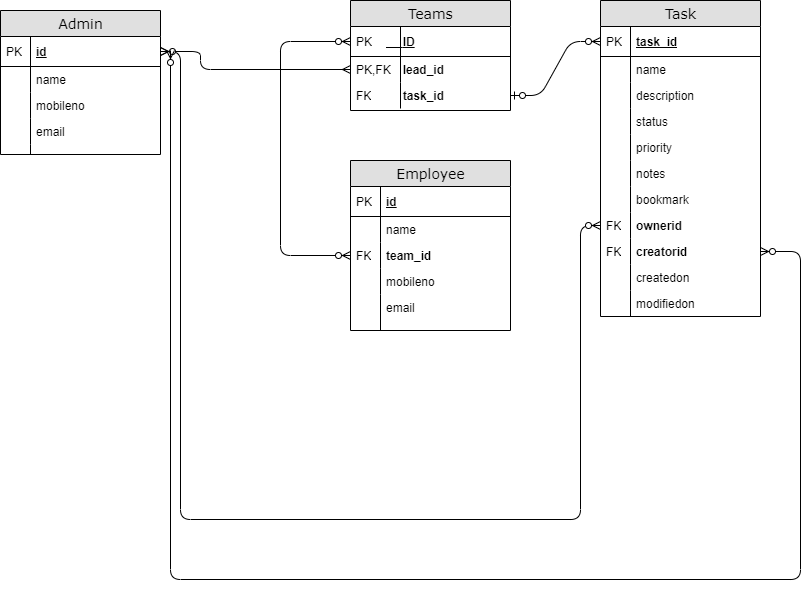 Admin
PK id
name
mobileno
email
Teams
PK __ID
PK,FK lead_id
FK task_id
Employee
PK id
name
FK team_id
mobileno
email
Task
PK task_id
name
description
status
priority
notes
bookmark
FK ownerid
FK creatorid
createdon
modifiedon